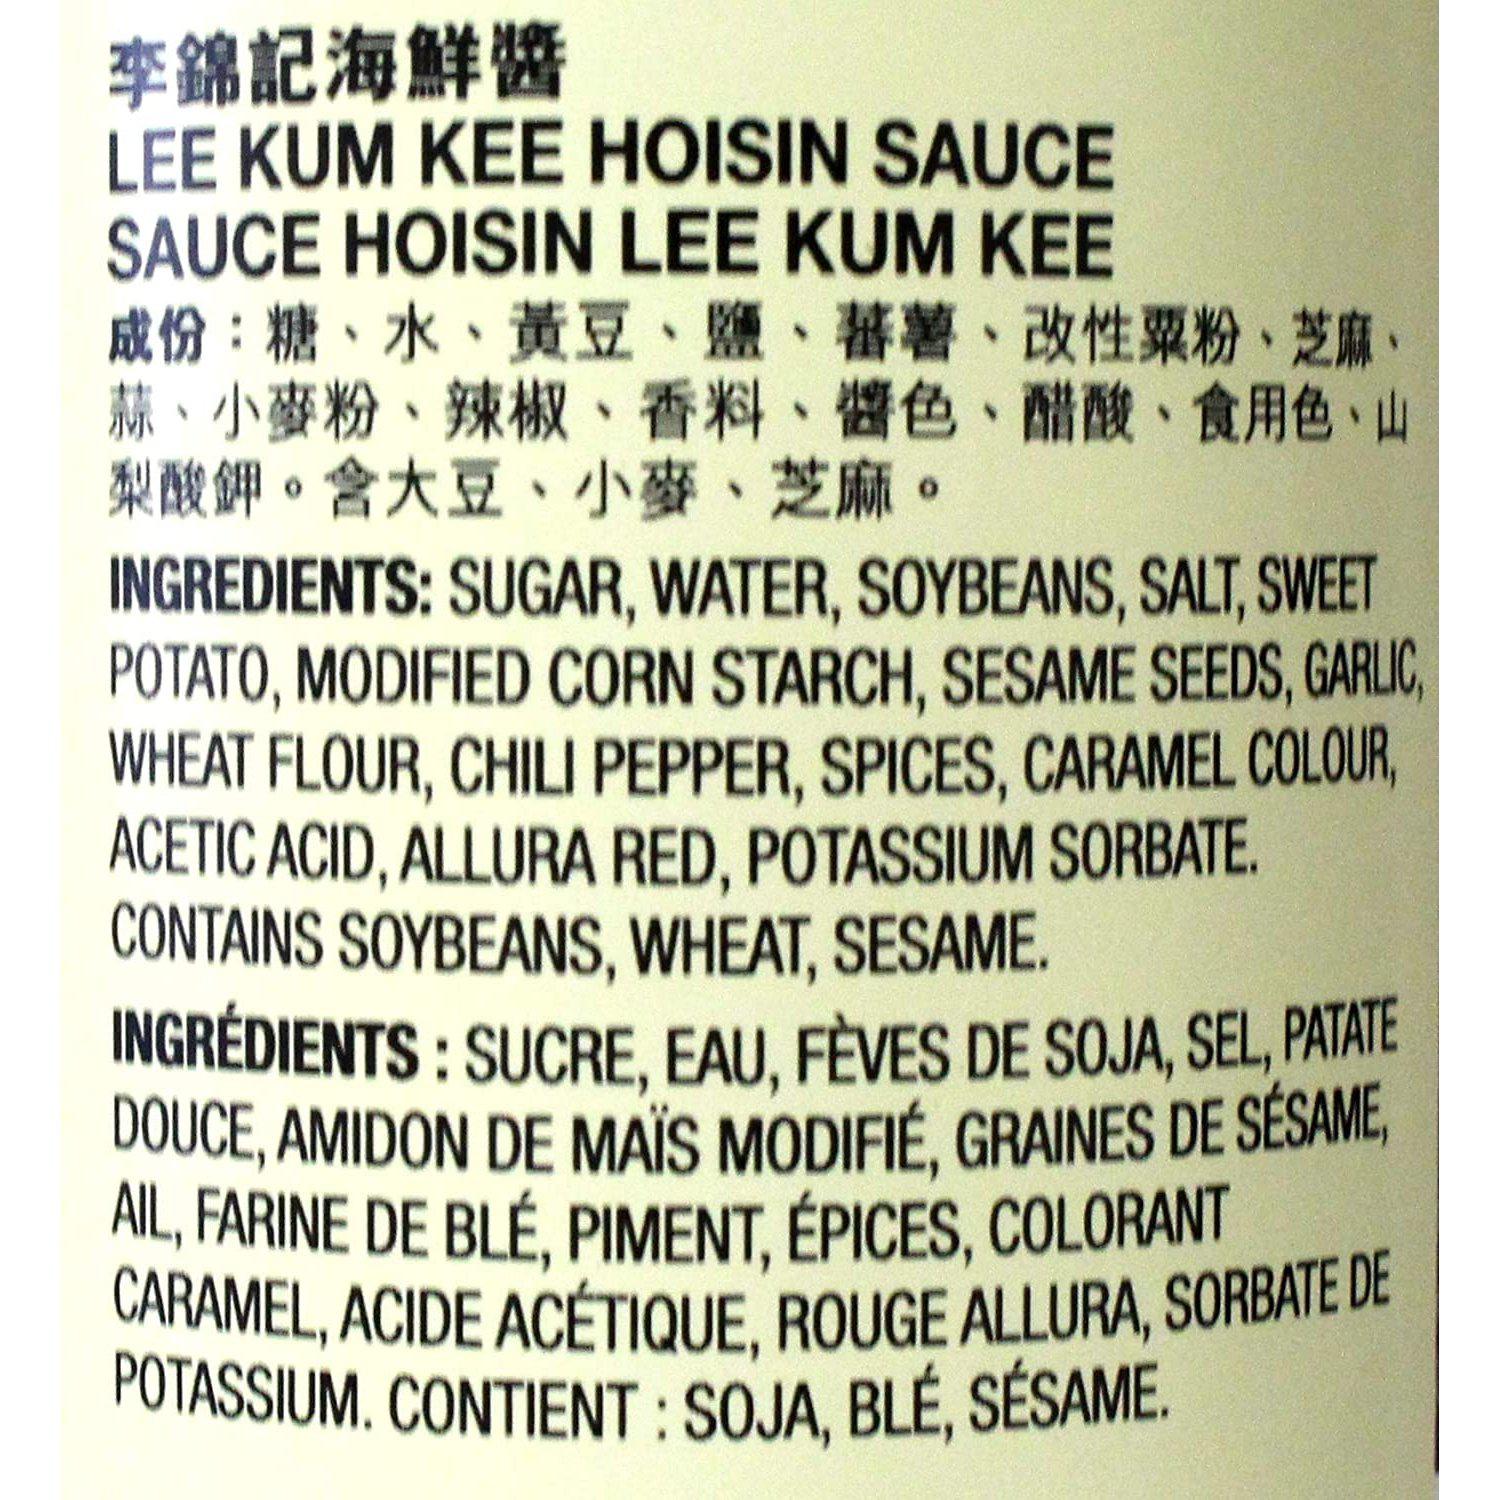 李錦記海鮮醬
LEE KUM KEE HOISIN SAUCE
SAUCE HOISIN LEE KUM KEE
成份：糖、水、黃豆、鹽、蕃薯、改性粟粉、芝麻、
蒜、小麥粉、辣椒、香料、醬色、醋酸、食用色、山
梨酸鉀。含大豆、小麥、芝麻。
INGREDIENTS: SUGAR, WATER, SOYBEANS, SALT, SWEET
POTATO, MODIFIED CORN STARCH, SESAME SEEDS, GARLIC,
WHEAT FLOUR, CHILI PEPPER, SPICES, CARAMEL COLOUR,
ACETIC ACID, ALLURA RED, POTASSIUM SORBATE.
CONTAINS SOYBEANS, WHEAT, SESAME.
INGRÉDIENTS : SUCRE, EAU, FÈVES DE SOJA, SEL, PATATE
DOUCE, AMIDON DE MAÏS MODIFIÉ, GRAINES DE SÉSAME,
AIL, FARINE DE BLÉ, PIMENT, ÉPICES, COLORANT
CARAMEL, ACIDE ACÉTIQUE, ROUGE ALLURA, SORBATE DE
POTASSIUM. CONTIENT : SOJA, BLÉ, SÉSAME.